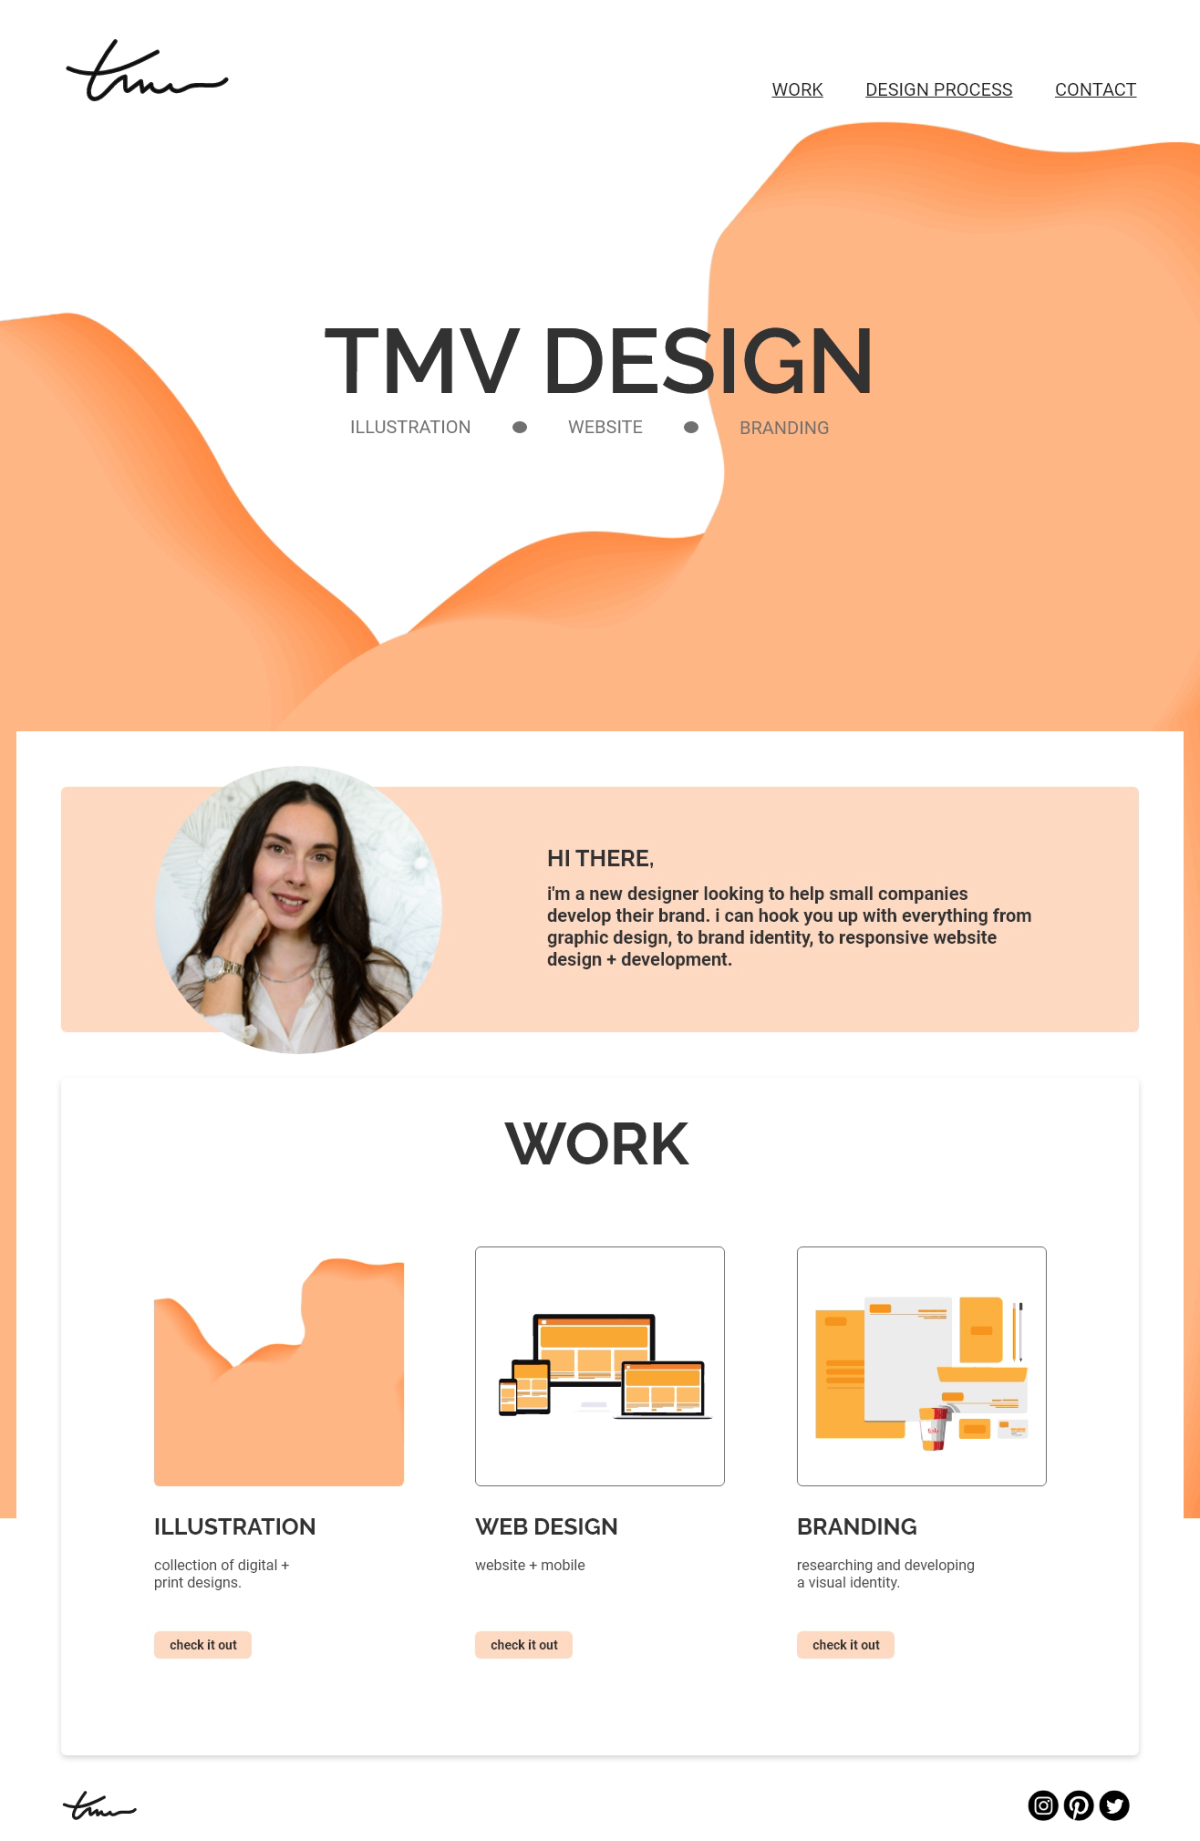 tmv
WORK DESIGN PROCESS CONTACT
TMV DESIGN
ILLUSTRATION ● WEBSITE ● BRANDING
HI THERE,
i'm a new designer looking to help small companies
develop their brand. i can hook you up with everything from
graphic design, to brand identity, to responsive website
design + development.
WORK
ILLUSTRATION
collection of digital +
print designs.
check it out
WEB DESIGN
website + mobile
check it out
BRANDING
researching and developing
a visual identity.
check it out
tmv